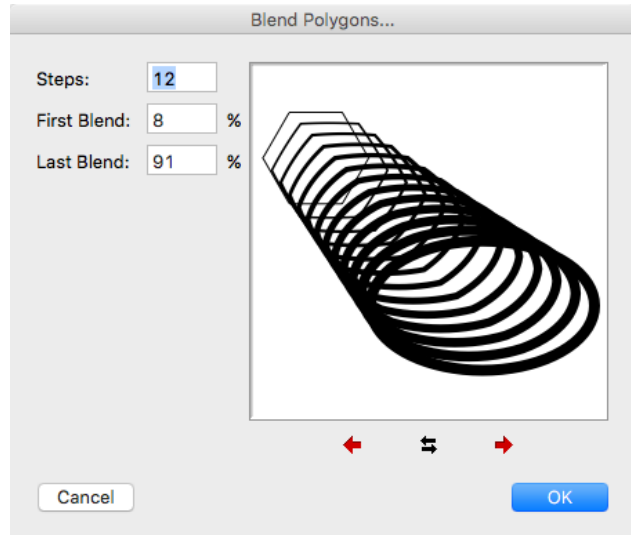 Blend Polygons...
Steps: 12
First Blend: 8 %
Last Blend: 91 %
Cancel
OK